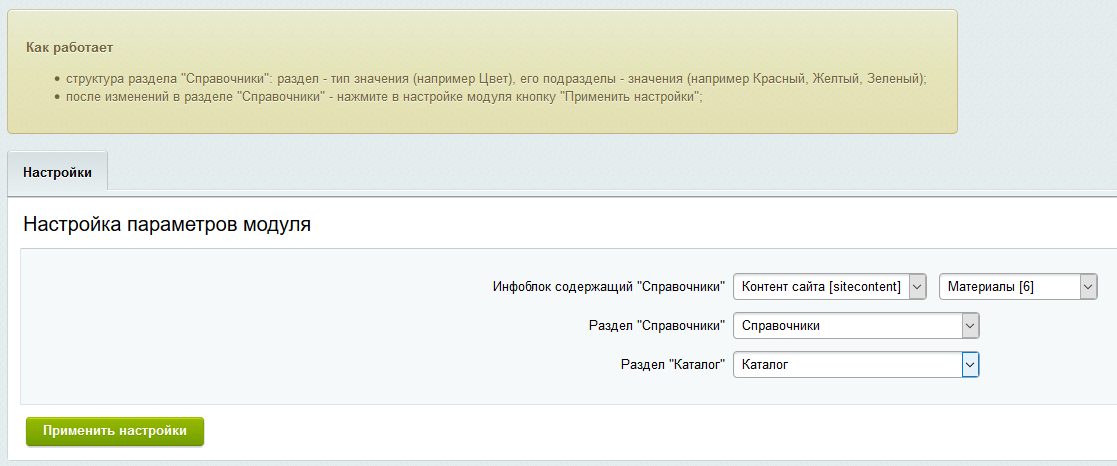 Как работает
• структура раздела "Справочники": раздел - тип значения (например Цвет), его подразделы - значения (например Красный, Желтый, Зеленый);
• после изменений в разделе "Справочники" - нажмите в настройке модуля кнопку "Применить настройки";
Настройки
Настройка параметров модуля
Инфоблок содержащий "Справочники" Контент сайта [sitecontent] Материалы [6]
Раздел "Справочники" Справочники
Раздел "Каталог" Каталог
Применить настройки